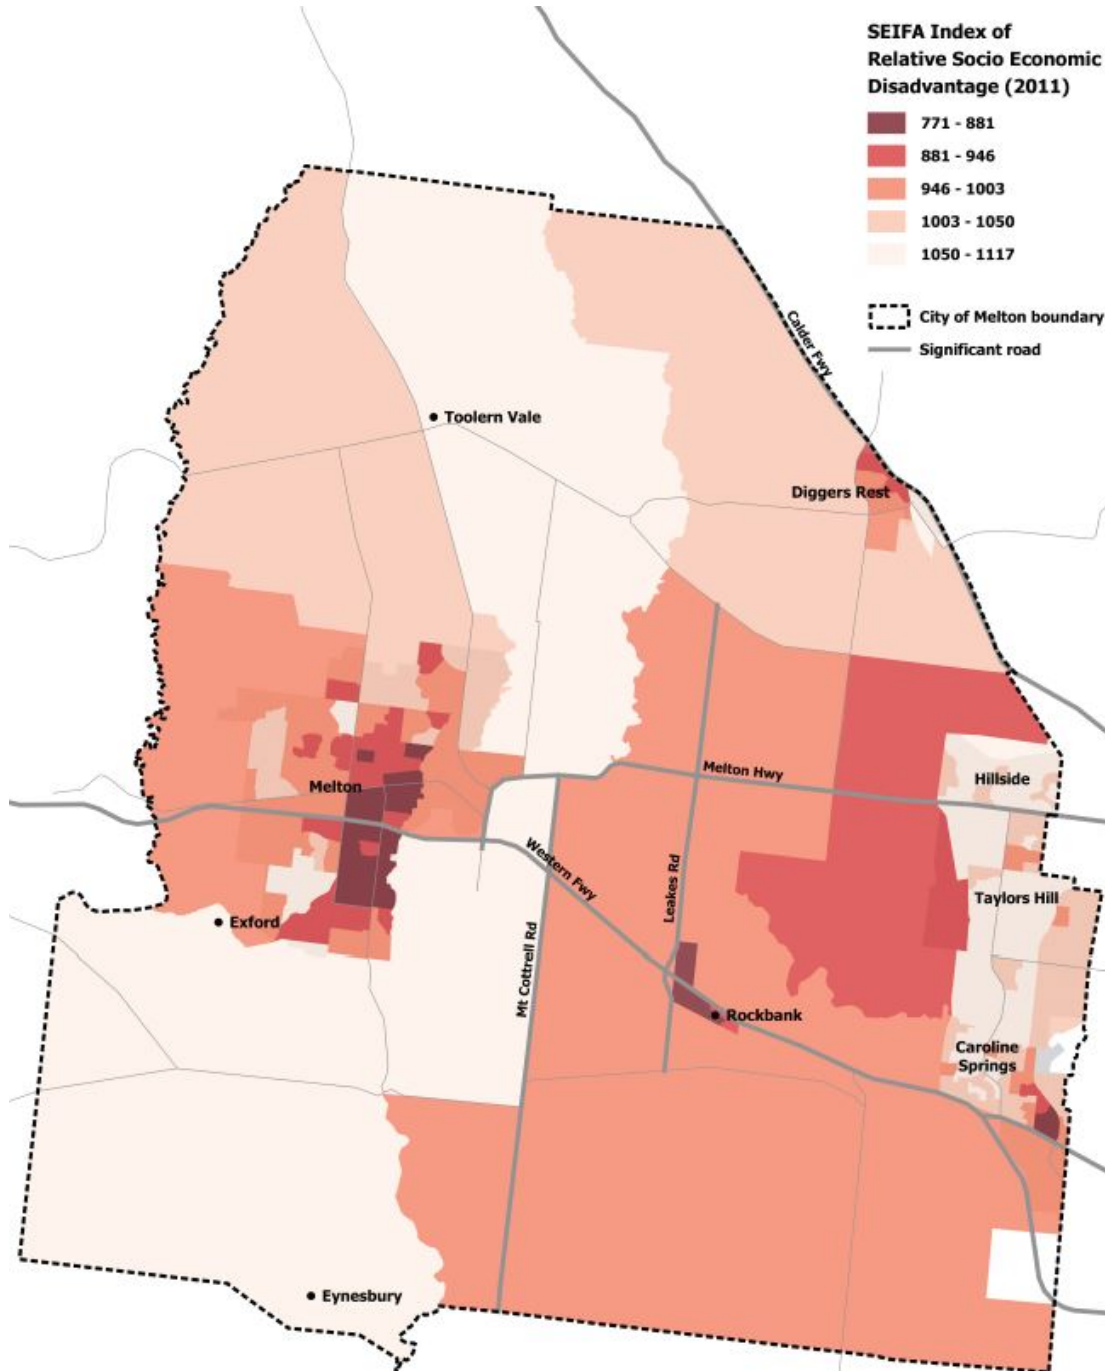 SEIFA Index of
Relative Socio Economic
Disadvantage (2011)
771 - 881
881 - 946
946 - 1003
1003 - 1050
1050 - 1117
City of Melton boundary
Significant road
Calder Fwy
Toolern Vale
Diggers Rest
Melton Hwy
Hillside
Melton
Western Fwy
Leakes Rd
Taylors Hill
Exford
Mt Cottrell Rd
Rockbank
Caroline
Springs
Eynesbury